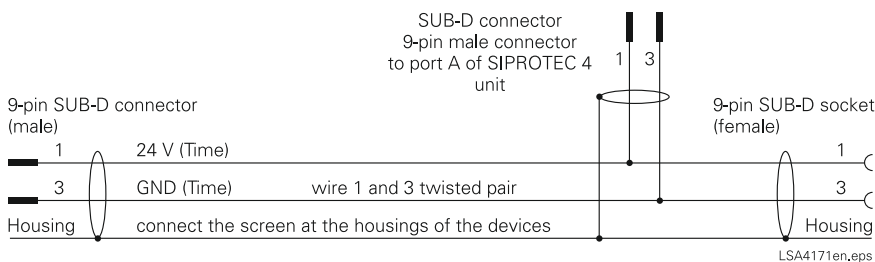 SUB-D connector
9-pin male connector
to port A of SIPROTEC 4
unit
1 3
9-pin SUB-D connector
(male)
9-pin SUB-D socket
(female)
1 24 V (Time) 1
3 GND (Time) wire 1 and 3 twisted pair 3
Housing connect the screen at the housings of the devices Housing
LSA4171en.eps